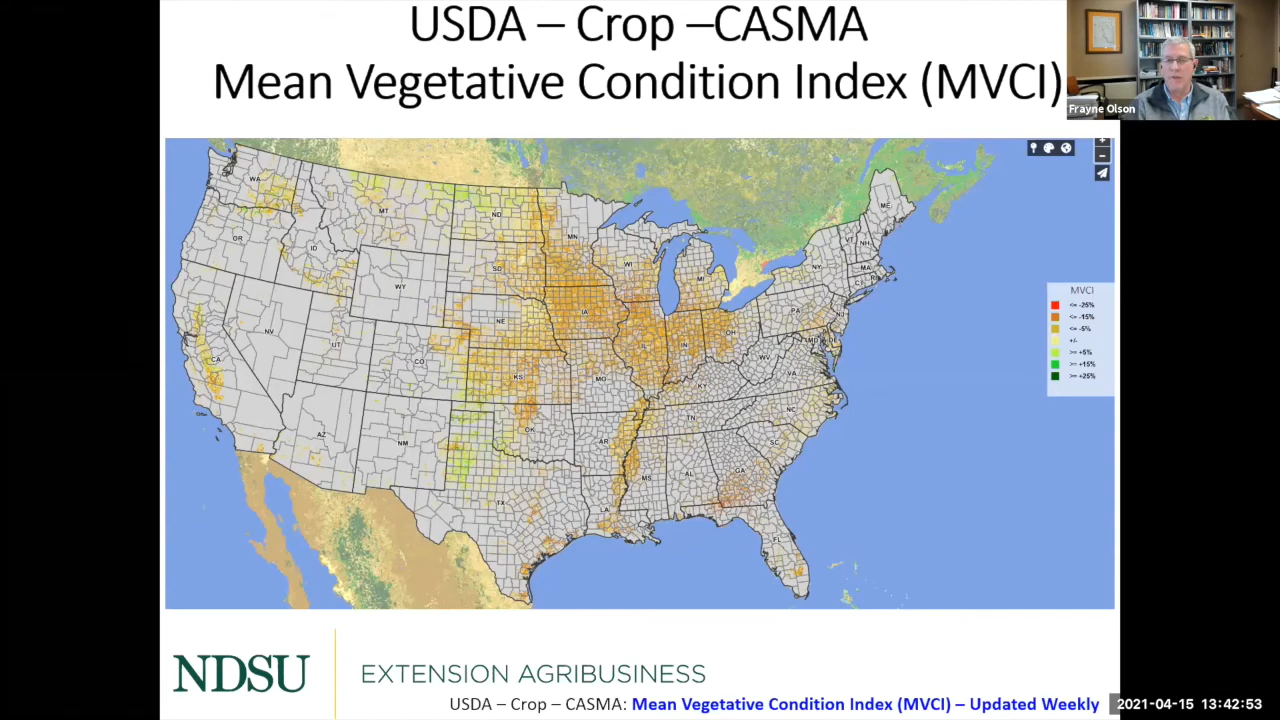 USDA – Crop –CASMA
Mean Vegetative Condition Index (MVCI)
Frayne Olson
WA
MT
ND
MN
ME
OR
ID
SD
WI
MI
VT
NH
NY
MA
WY
IA
PA
NE
NV
UT
CO
IL
IN
OH
NJ
MD
DE
CA
KS
MO
WV
VA
KY
AZ
NM
OK
AR
TN
NC
SC
MS
AL
GA
TX
LA
FL
MVCI
<= -25%
<= -15%
<= -5%
+/-
>= +5%
>= +15%
>= +25%
NDSU
EXTENSION AGRIBUSINESS
USDA – Crop – CASMA: Mean Vegetative Condition Index (MVCI) – Updated Weekly
2021-04-15 13:42:53